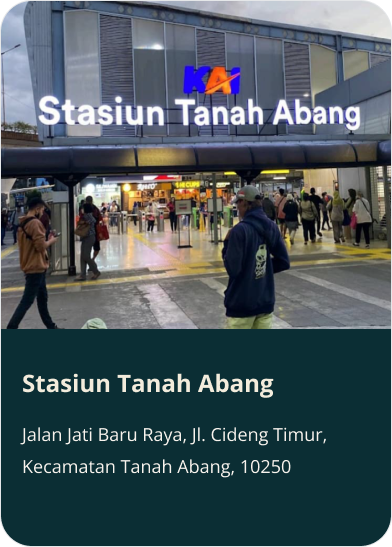 KAI
Stasiun Tanah Abang
Stasiun Tanah Abang
Jalan Jati Baru Raya, Jl. Cideng Timur,
Kecamatan Tanah Abang, 10250